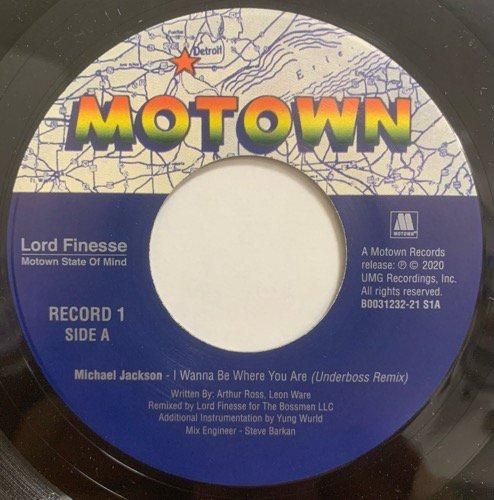 Detroit
Erie
MOTOWN
Lord Finesse
Motown State Of Mind
RECORD 1
SIDE A
MOTOWN
A Motown Records
release: ℗ © 2020
UMG Recordings, Inc.
All rights reserved.
B0031232-21 S1A
Michael Jackson - I Wanna Be Where You Are (Underboss Remix)
Written By: Arthur Ross, Leon Ware
Remixed by Lord Finesse for The Bossmen LLC
Additional Instrumentation by Yung Wurld
Mix Engineer - Steve Barkan